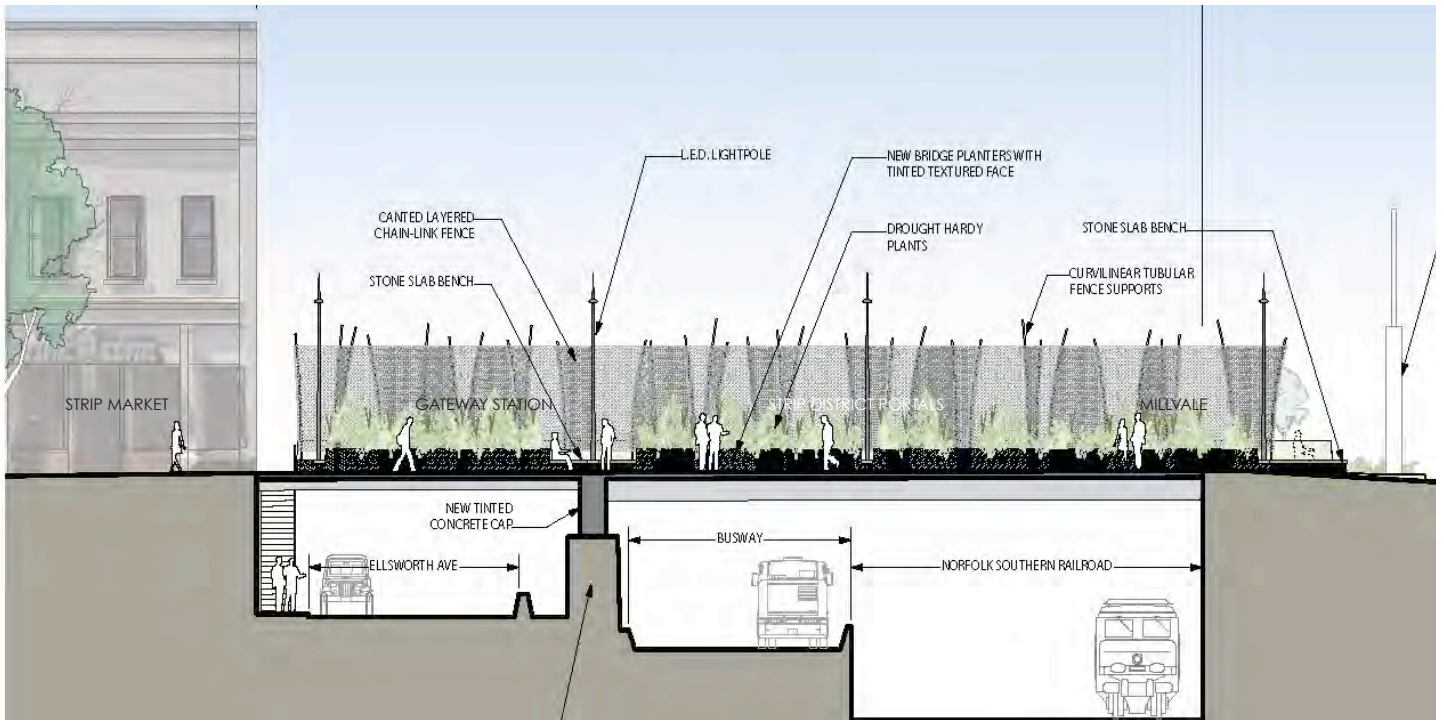 L.E.D. LIGHTPOLE
NEW BRIDGE PLANTERS WITH
TINTED TEXTURED FACE
CANTED LAYERED
CHAIN-LINK FENCE
DROUGHT HARDY
PLANTS
STONE SLAB BENCH
STONE SLAB BENCH
CURVILINEAR TUBULAR
FENCE SUPPORTS
STRIP MARKET
GATEWAY STATION
STRIP DISTRICT PORTALS
MILLVALE
NEW TINTED
CONCRETE CAP
BUSWAY
ELLSWORTH AVE
NORFOLK SOUTHERN RAILROAD